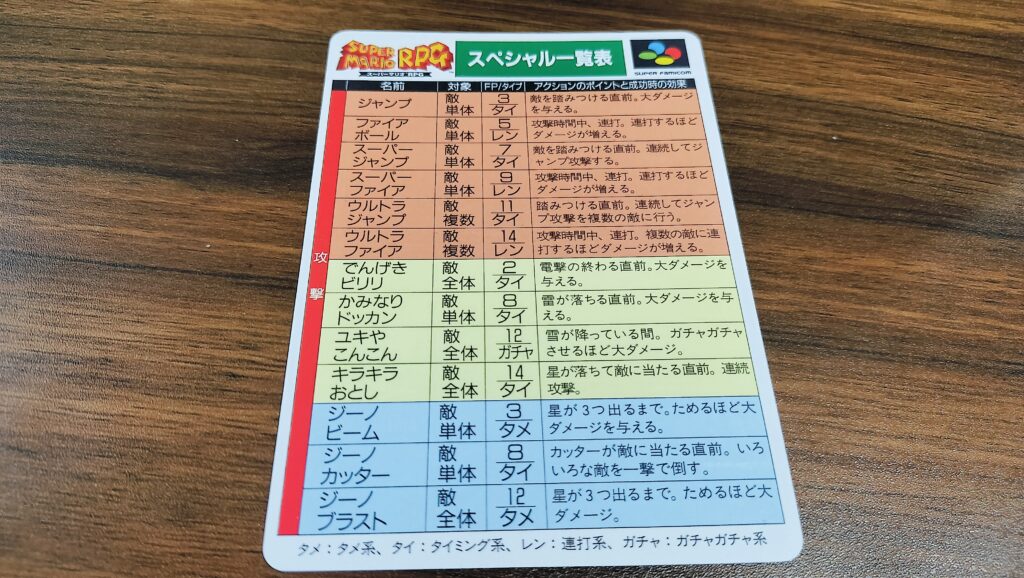 SUPER MARIO RPG
スーパーマリオRPG
スペシャル一覧表
SUPER FAMICOM
名前 対象 FP/タイプ アクションのポイントと成功時の効果
攻撃
ジャンプ 敵単体 3 タイ 敵を踏みつける直前。大ダメージ
を与える。
ファイア 敵 5 攻撃時間中、連打。連打するほど
ボール 単体 レン ダメージが増える。
スーパー 敵 7 敵を踏みつける直前。連続してジ
ジャンプ 単体 タイ ャンプ攻撃する。
スーパー 敵 9 攻撃時間中、連打。連打するほど
ファイア 単体 レン ダメージが増える。
ウルトラ 敵 11 踏みつける直前。連続してジャン
ジャンプ 複数 タイ プ攻撃を複数の敵に行う。
ウルトラ 敵 14 攻撃時間中、連打。複数の敵に連
ファイア 複数 レン 打するほどダメージが増える。
でんげき 敵 2 電撃の終わる直前。大ダメージを
ビリリ 全体 タイ 与える。
かみなり 敵 8 雷が落ちる直前。大ダメージを与
ドッカン 単体 タイ える。
ユキや 敵 12 雪が降っている間。ガチャガチャ
こんこん 全体 ガチャ させるほど大ダメージ。
キラキラ 敵 14 星が落ちて敵に当たる直前。連続
おとし 全体 タイ 攻撃。
ジーノ 敵 3 星が3つ出るまで。ためるほど大
ビーム 単体 タメ ダメージを与える。
ジーノ 敵 8 カッターが敵に当たる直前。いろ
カッター 単体 タイ いろな敵を一撃で倒す。
ジーノ 敵 12 星が3つ出るまで。ためるほど大
ブラスト 全体 タメ ダメージ。
タメ：タメ系、タイ：タイミング系、レン：連打系、ガチャ：ガチャガチャ系